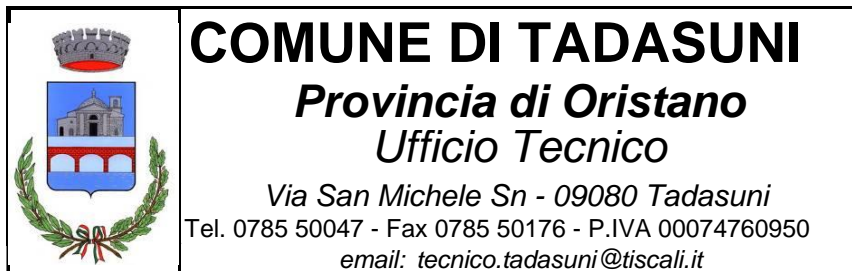 COMUNE DI TADASUNI
Provincia di Oristano
Ufficio Tecnico
Via San Michele Sn - 09080 Tadasuni
Tel. 0785 50047 - Fax 0785 50176 - P.IVA 00074760950
email: tecnico.tadasuni@tiscali.it